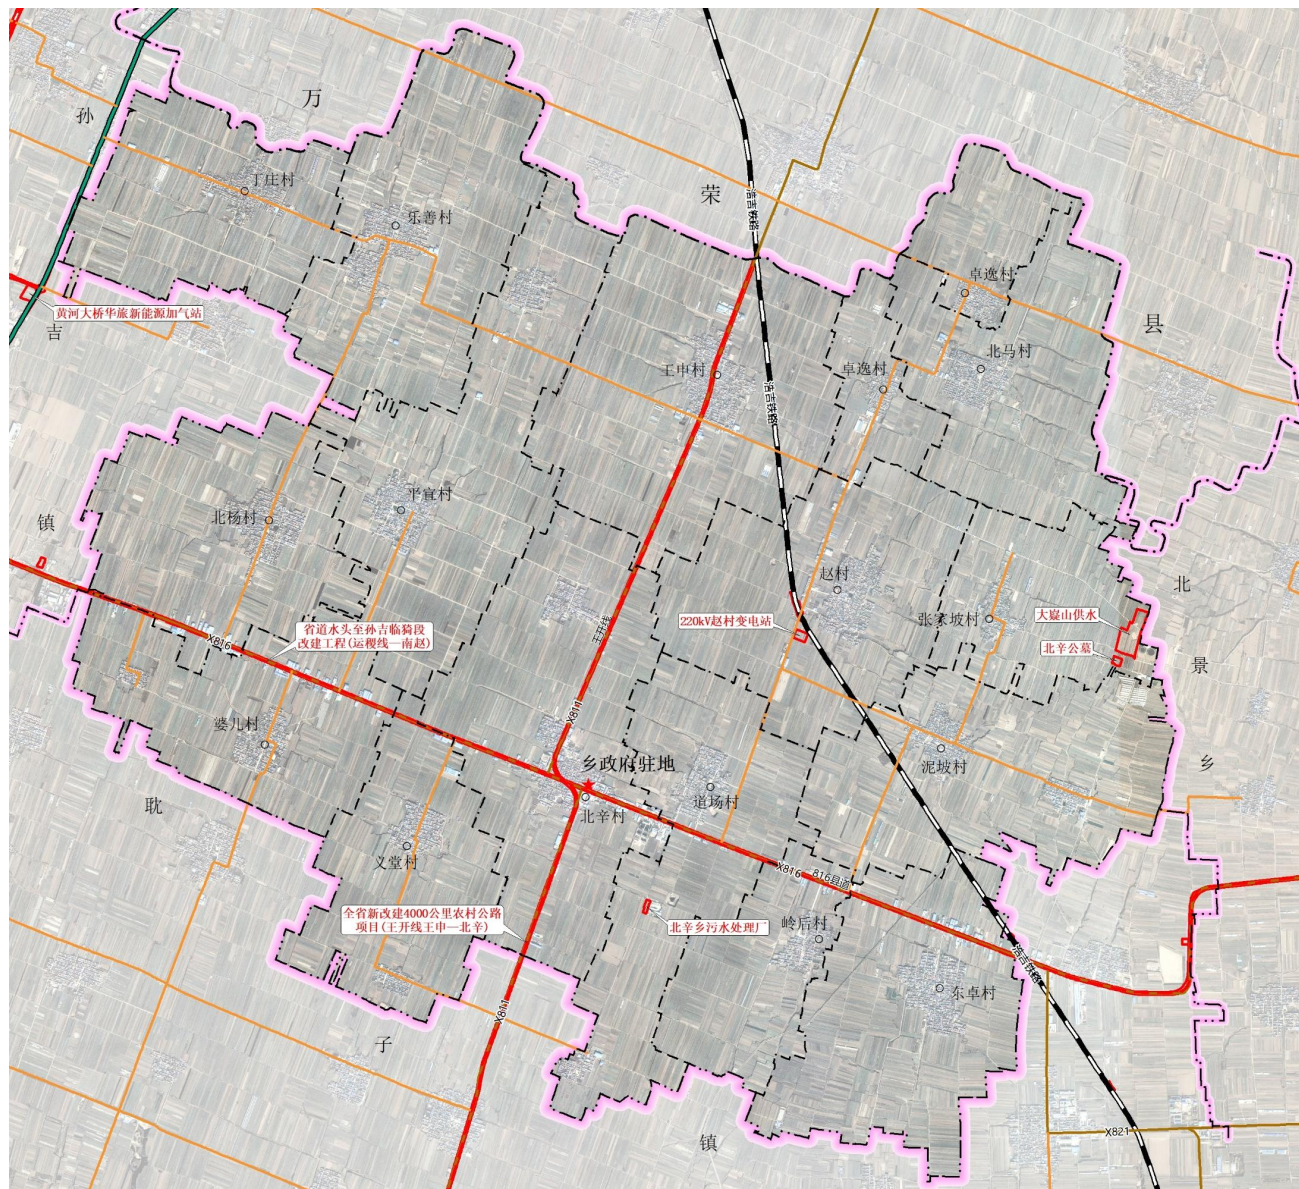 万
孙
丁庄村
乐善村
荣
浩吉铁路
卓逸村
县
黄河大桥华旅新能源加气站
吉
王申村
浩吉铁路
卓逸村
北马村
镇
北杨村
平宜村
赵村
北
220kV赵村变电站
张家坡村
大嶷山供水
北辛公墓
景
X816
省道水头至孙吉临猗段
改建工程(运稷线—南赵)
王开线
X811
婆儿村
泥坡村
乡
乡政府驻地
北辛村
道场村
耽
义堂村
X816
816县道
全省新改建4000公里农村公路
项目(王开线王申—北辛)
北辛乡污水处理厂
岭后村
浩吉铁路
东卓村
X811
子
镇
X821